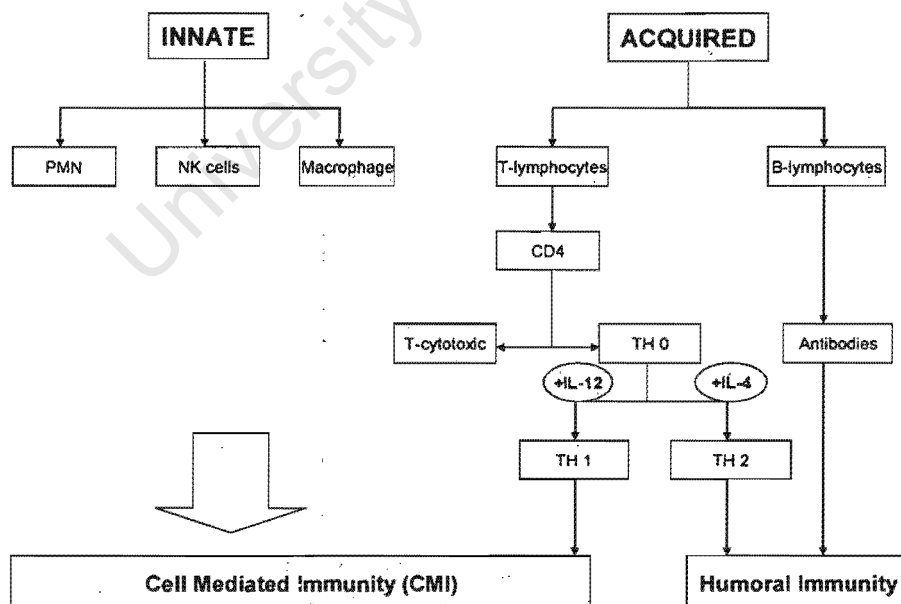 INNATE
ACQUIRED
PMN
NK cells
Macrophage
T-lymphocytes
B-lymphocytes
CD4
T-cytotoxic
TH 0
Antibodies
+IL-12
+IL-4
TH 1
TH 2
Cell Mediated Immunity (CMI)
Humoral Immunity
University